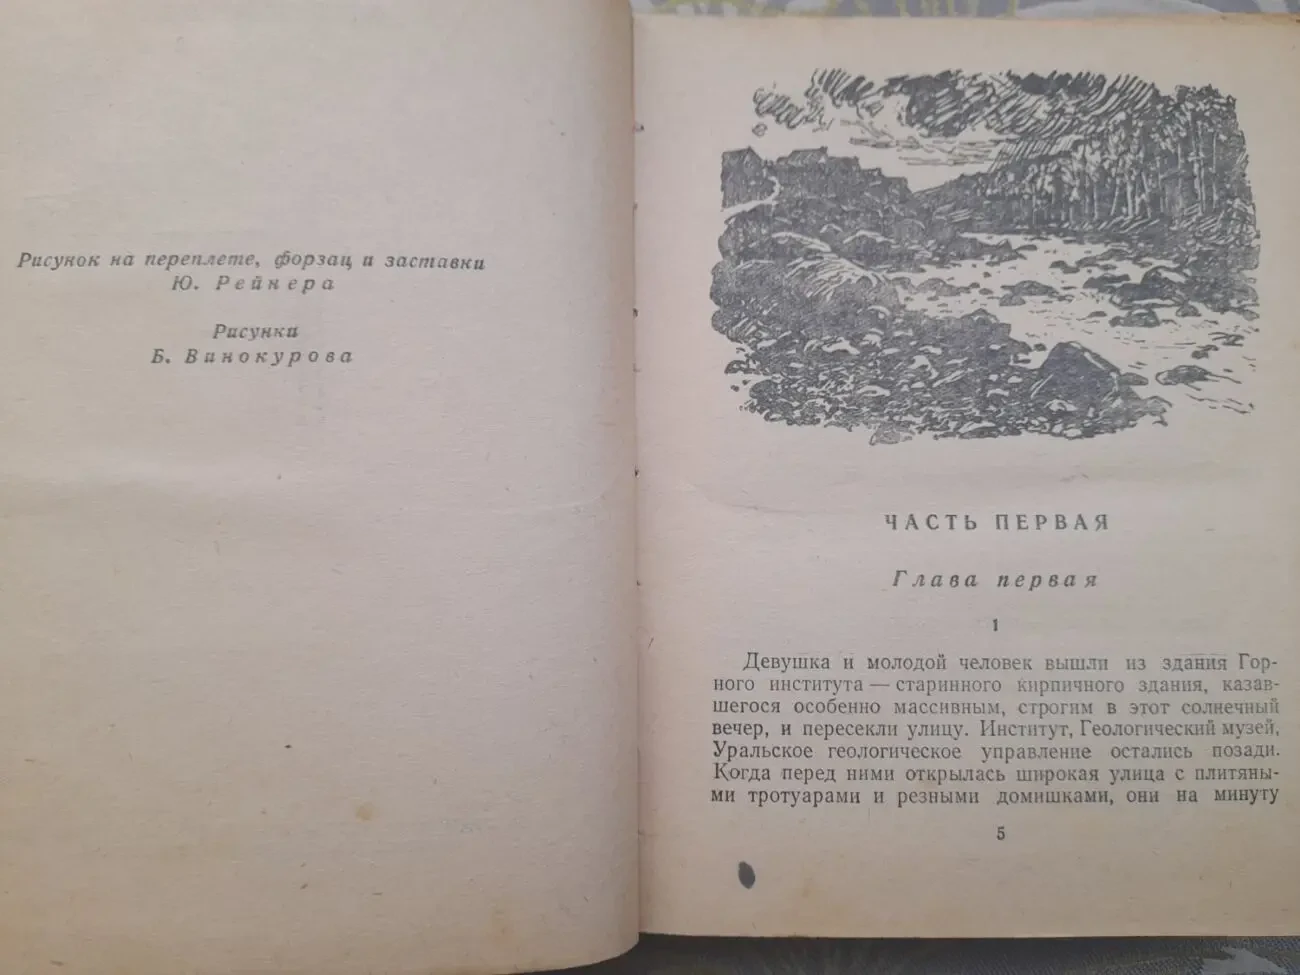 Рисунок на переплете, форзац и заставки
Ю. Рейнера
Рисунки
Б. Винокурова
ЧАСТЬ ПЕРВАЯ
Глава первая
1
Девушка и молодой человек вышли из здания Гор-
ного института — старинного кирпичного здания, казав-
шегося особенно массивным, строгим в этот солнечный
вечер, и пересекли улицу. Институт, Геологический музей,
Уральское геологическое управление остались позади.
Когда перед ними открылась широкая улица с плитяны-
ми тротуарами и резными домишками, они на минуту
5